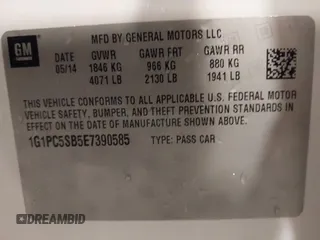 GM
MFD BY GENERAL MOTORS LLC
DATE GVWR GAWR FRT GAWR RR
05/14 1846 KG 966 KG 880 KG
4071 LB 2130 LB 1941 LB
THIS VEHICLE CONFORMS TO ALL APPLICABLE U.S. FEDERAL MOTOR
VEHICLE SAFETY, BUMPER, AND THEFT PREVENTION STANDARDS IN
EFFECT ON THE DATE OF MANUFACTURE SHOWN ABOVE.
1G1PC5SB5E7390585 TYPE: PASS CAR
DREAMBID